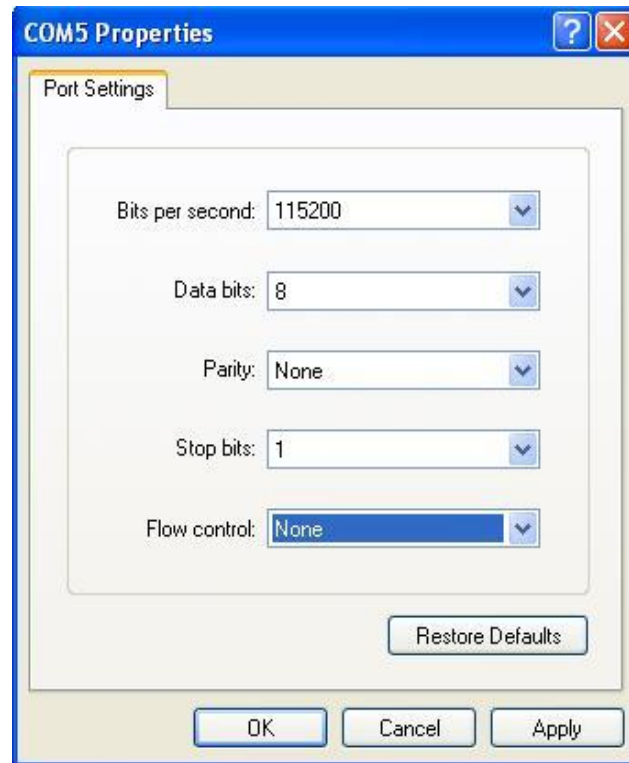 COM5 Properties
Port Settings
Bits per second: 115200
Data bits: 8
Parity: None
Stop bits: 1
Flow control: None
Restore Defaults
OK Cancel Apply